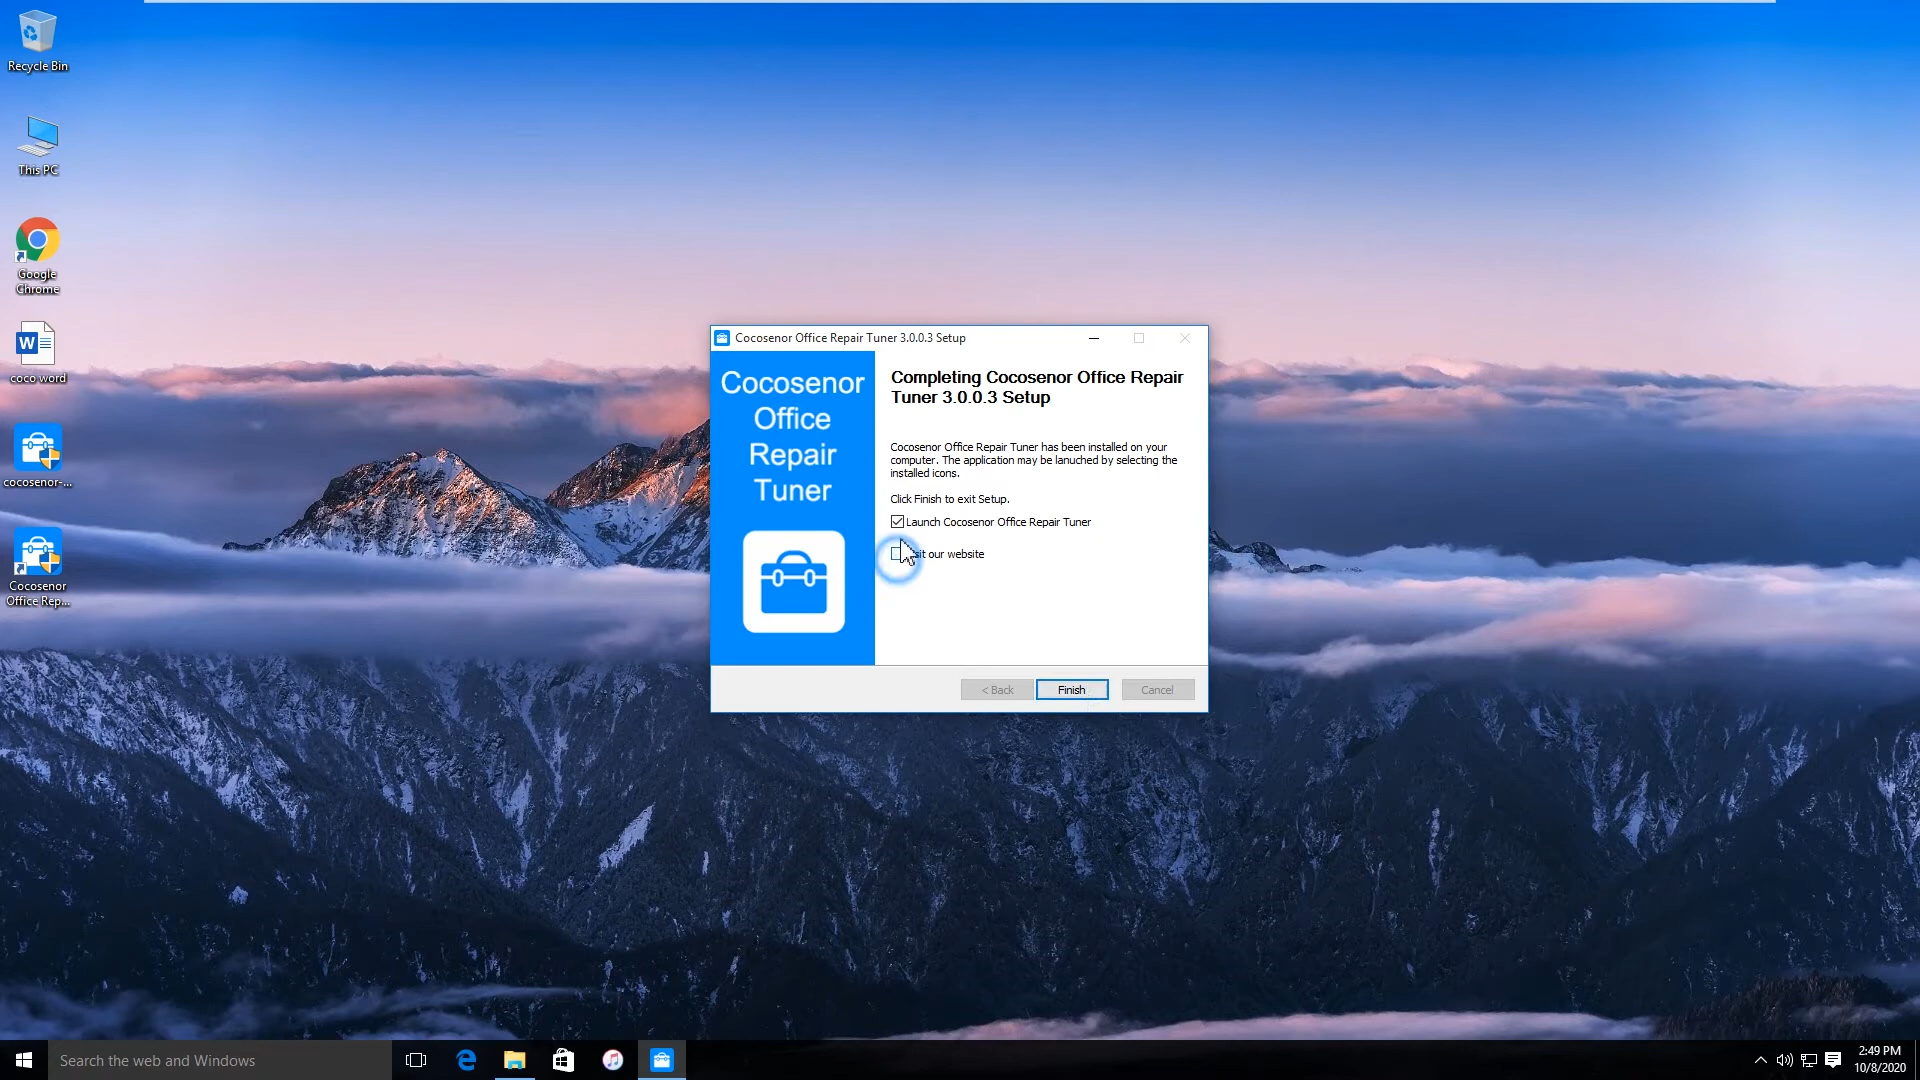 Recycle Bin
This PC
Google
Chrome
W
coco word
cocosenor-...
Cocosenor
Office Rep...
Cocosenor Office Repair Tuner 3.0.0.3 Setup
Cocosenor
Office
Repair
Tuner
Completing Cocosenor Office Repair
Tuner 3.0.0.3 Setup
Cocosenor Office Repair Tuner has been installed on your
computer. The application may be lanuched by selecting the
installed icons.
Click Finish to exit Setup.
Launch Cocosenor Office Repair Tuner
our website
< Back
Finish
Cancel
Search the web and Windows
2:49 PM
10/8/2020